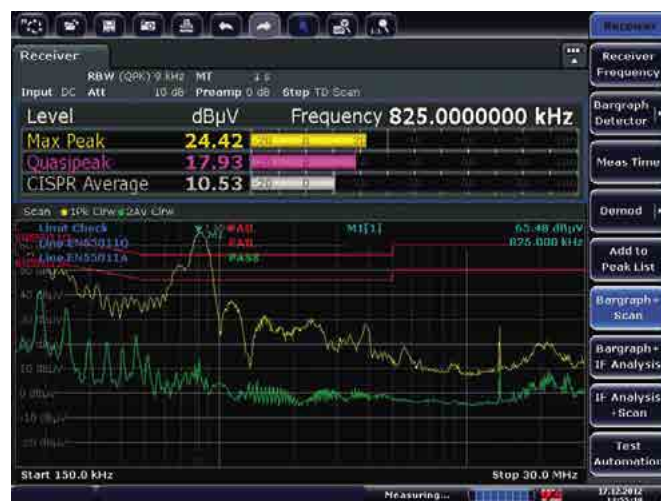 Receiver
Receiver
RBW (QPK) 9 kHz MT 1 s
Input DC Att 10 dB Preamp 0 dB Step TD Scan
Level dBµV Frequency 825.0000000 kHz
Max Peak 24.42
Quasipeak 17.93
CISPR Average 10.53
Scan 1Pk Clrw 2Av Clrw
Limit Check FAIL M1[1] 65.48 dBµV
Line EN55011Q FAIL 825.000 kHz
Line EN55011A PASS
Start 150.0 kHz Stop 30.0 MHz
Measuring...
17.12.2012
Receiver Frequency
Bargraph Detector
Meas Time
Demod
Add to Peak List
Bargraph+ Scan
Bargraph+ IF Analysis
IF Analysis +Scan
Test Automation